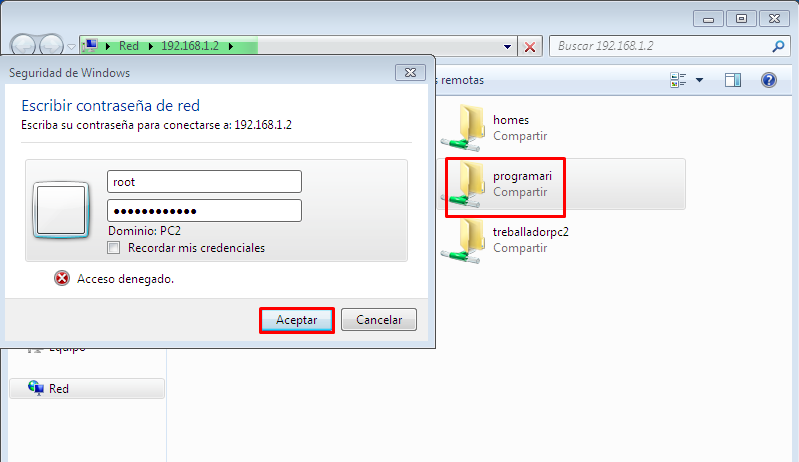 Red ▸ 192.168.1.2 ▸
Buscar 192.168.1.2
Seguridad de Windows
s remotas
Escribir contraseña de red
Escriba su contraseña para conectarse a: 192.168.1.2
root
••••••••••••
Dominio: PC2
Recordar mis credenciales
Acceso denegado.
Aceptar
Cancelar
homes
Compartir
programari
Compartir
treballadorpc2
Compartir
Equipo
Red